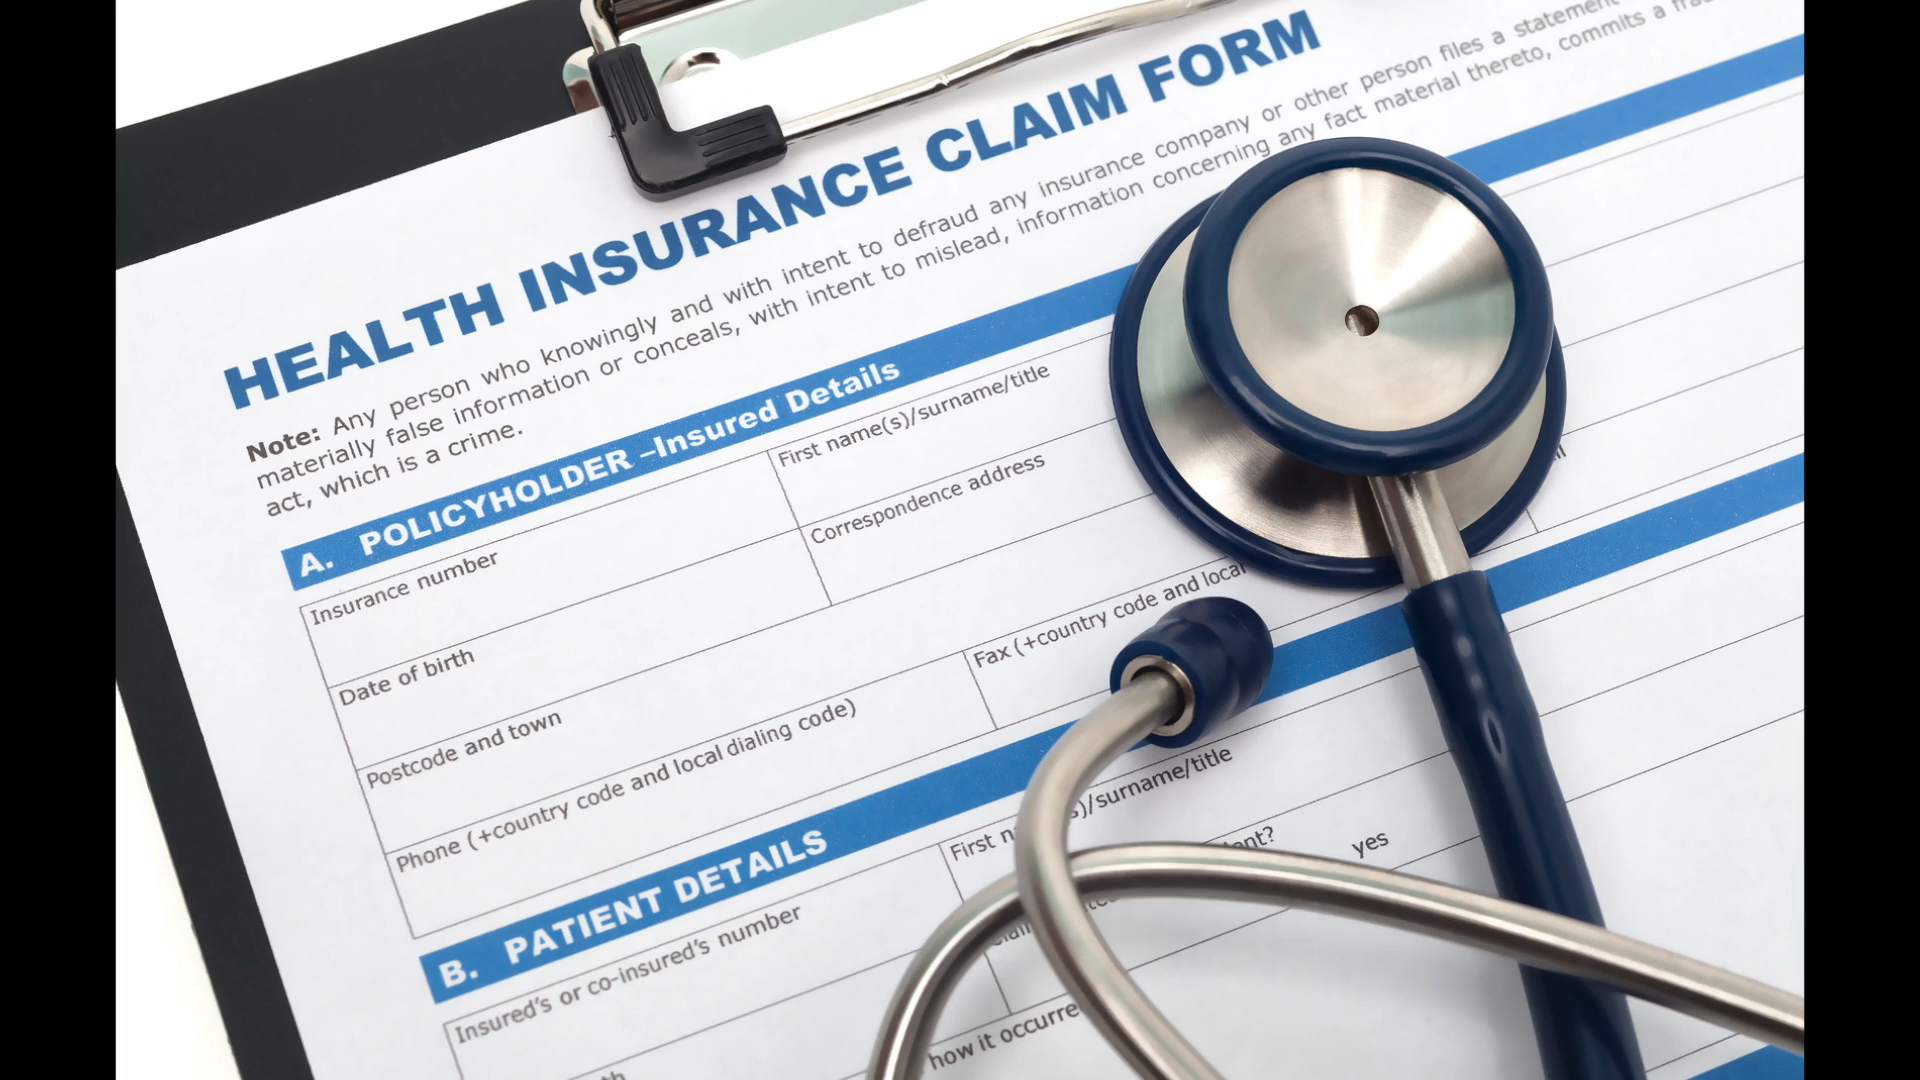 HEALTH INSURANCE CLAIM FORM
Note: Any person who knowingly and with intent to defraud any insurance company or other person files a statement
materially false information or conceals, with intent to mislead, information concerning any fact material thereto, commits a
act, which is a crime.
A. POLICYHOLDER –Insured Details
Insurance number
First name(s)/surname/title
Date of birth
Correspondence address
Postcode and town
Phone (+country code and local dialing code)
Fax (+country code and local
B. PATIENT DETAILS
Insured's or co-insured's number
First /surname/title
yes
how it